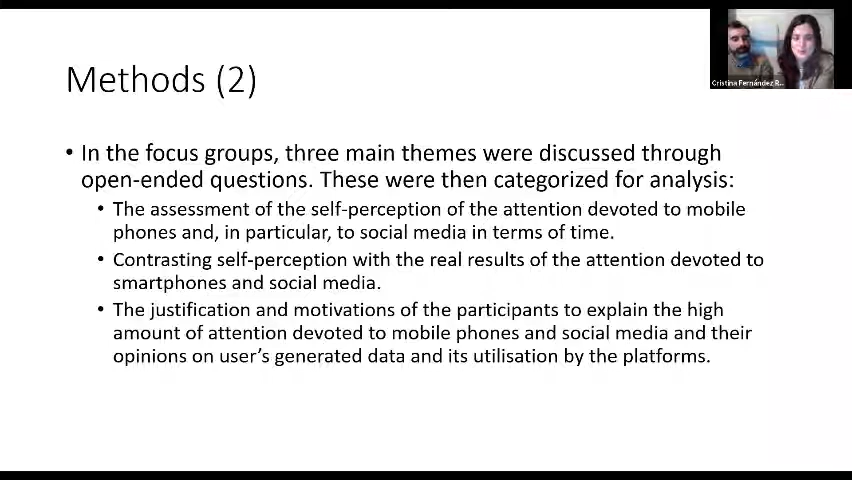 Methods (2)
Cristina Fernández R...
• In the focus groups, three main themes were discussed through
open-ended questions. These were then categorized for analysis:
• The assessment of the self-perception of the attention devoted to mobile
phones and, in particular, to social media in terms of time.
• Contrasting self-perception with the real results of the attention devoted to
smartphones and social media.
• The justification and motivations of the participants to explain the high
amount of attention devoted to mobile phones and social media and their
opinions on user's generated data and its utilisation by the platforms.